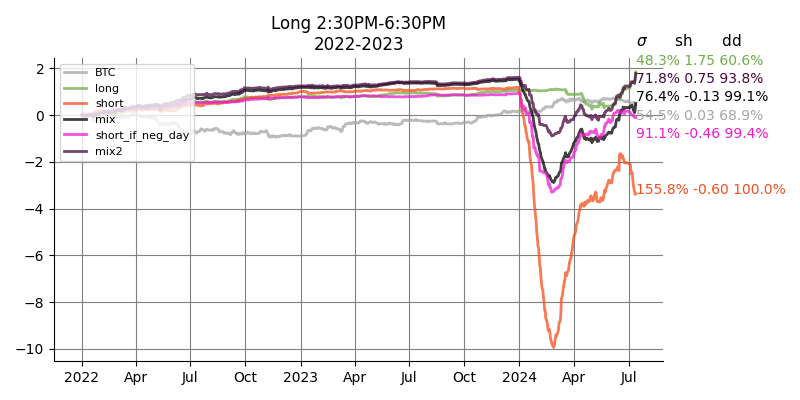 Long 2:30PM-6:30PM
2022-2023
σ sh dd
48.3% 1.75 60.6%
71.8% 0.75 93.8%
76.4% -0.13 99.1%
54.5% 0.03 68.9%
91.1% -0.46 99.4%
155.8% -0.60 100.0%
BTC
long
short
mix
short_if_neg_day
mix2
2
0
−2
−4
−6
−8
−10
2022 Apr Jul Oct 2023 Apr Jul Oct 2024 Apr Jul